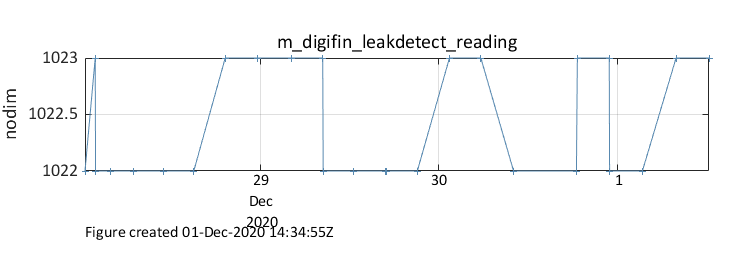 m_digifin_leakdetect_reading
nodim
1023
1022.5
1022
29 30 1
Dec
2020
Figure created 01-Dec-2020 14:34:55Z